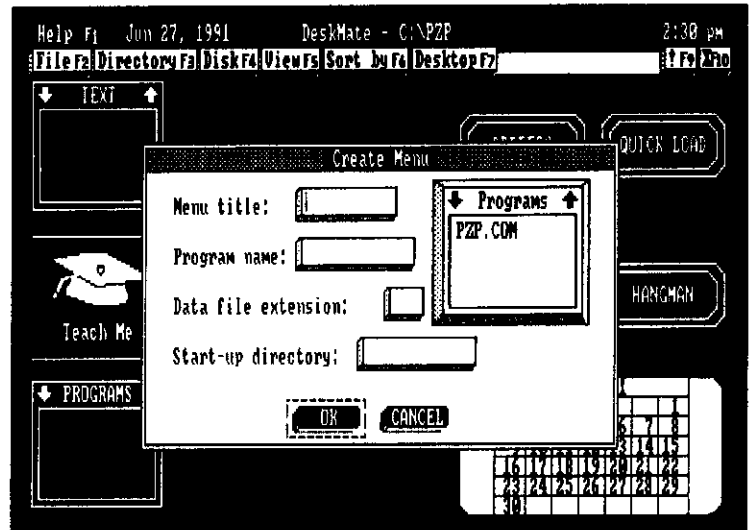 Help F1 Jun 27, 1991 DeskMate - C:\PZP 2:30 pm
File F2 Directory F3 Disk F4 View F5 Sort by F6 Desktop F7 F9 F10
TEXT
QUICK LOAD
Create Menu
Menu title:
Programs
PZP.COM
Program name:
Data file extension:
HANGMAN
Teach Me
Start-up directory:
PROGRAMS
OK CANCEL
1
6 7 8
13 14 15
16 17 18 19 20 21 22
23 24 25 26 27 28 29
30